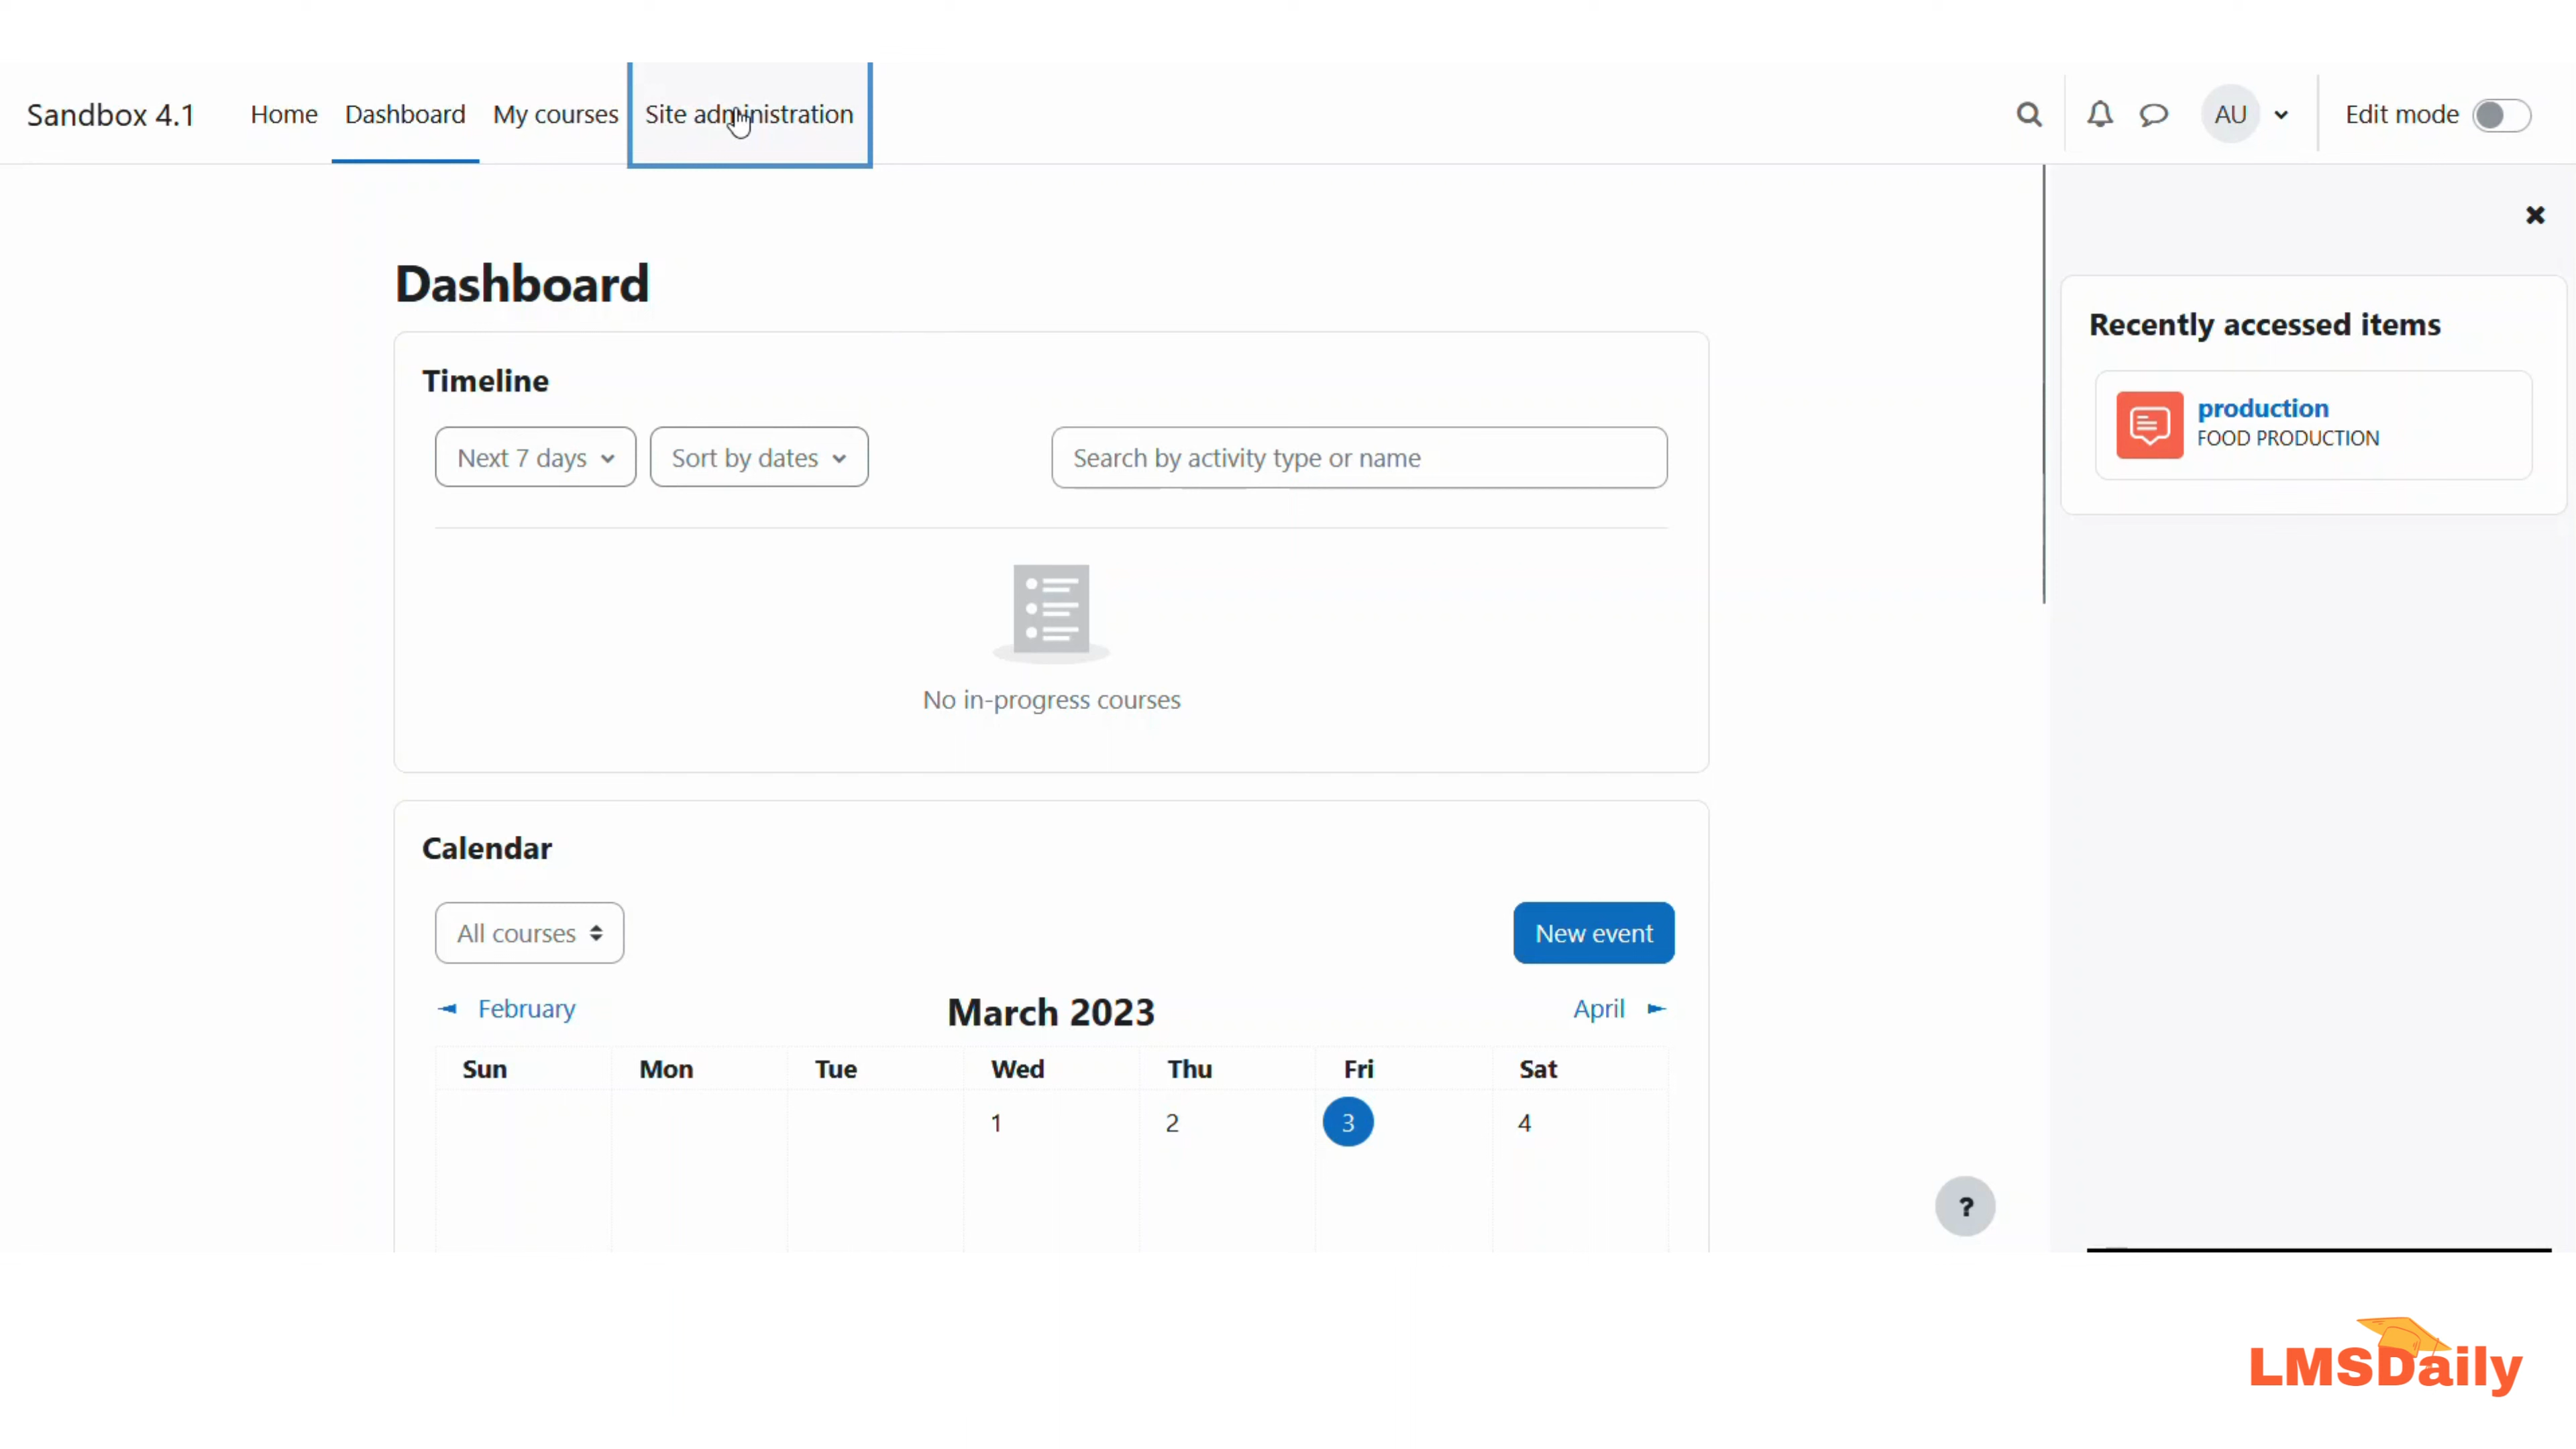 Sandbox 4.1 Home Dashboard My courses Site administration AU Edit mode
Dashboard
Recently accessed items
Timeline
production
FOOD PRODUCTION
Next 7 days Sort by dates Search by activity type or name
No in-progress courses
Calendar
All courses New event
February March 2023 April
Sun Mon Tue Wed Thu Fri Sat
1 2 3 4
?
LMSDaily